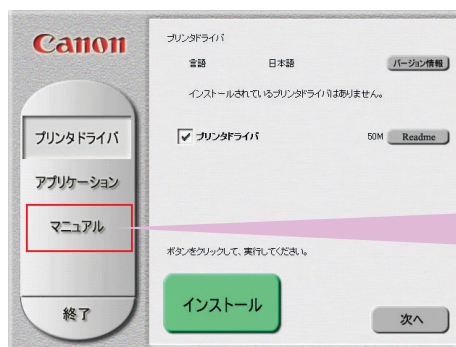 Canon
プリンタドライバ
アプリケーション
マニュアル
終了
プリンタドライバ
言語 日本語 バージョン情報
インストールされているプリンタドライバはありません。
プリンタドライバ 50M Readme
ボタンをクリックして、実行してください。
インストール
次へ